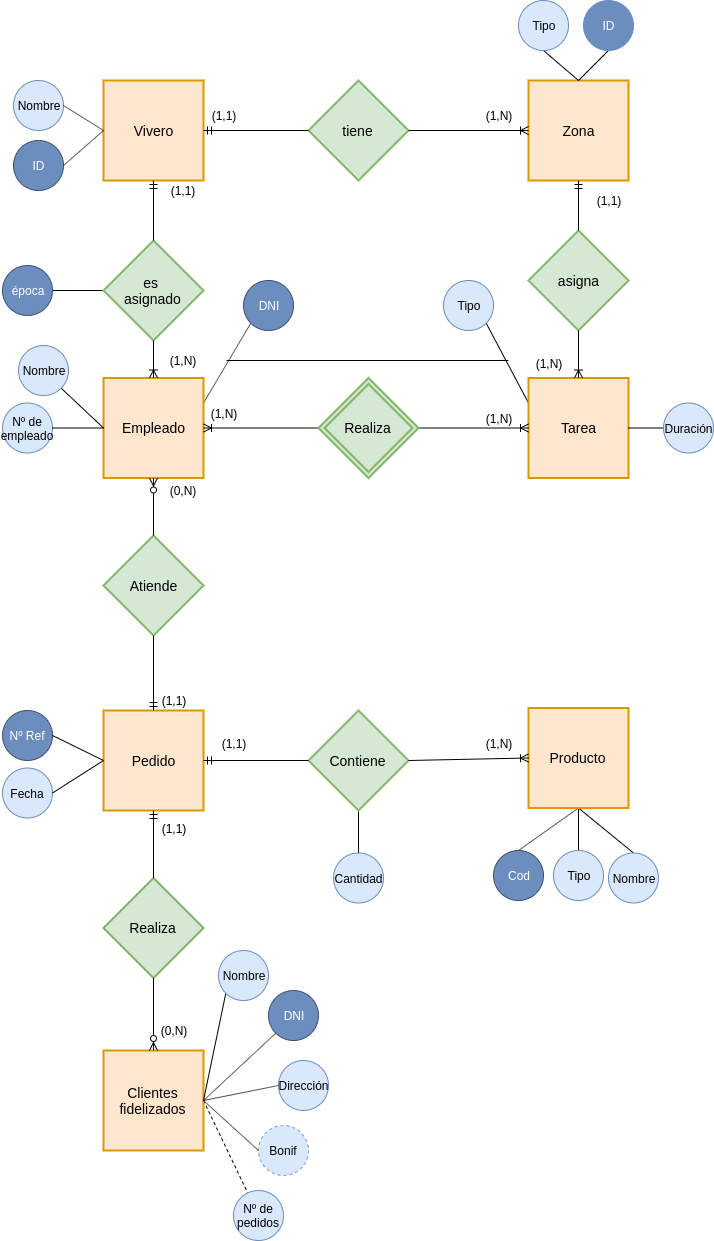 Tipo
ID
Nombre
Vivero
(1,1)
tiene
(1,N)
Zona
ID
(1,1)
(1,1)
época
es
asignado
DNI
Tipo
asigna
(1,N)
(1,N)
Nombre
Nº de
empleado
Empleado
(1,N)
Realiza
(1,N)
Tarea
Duración
(0,N)
Atiende
(1,1)
Nº Ref
Fecha
Pedido
(1,1)
Contiene
(1,N)
Producto
(1,1)
Cantidad
Cod
Tipo
Nombre
Realiza
Nombre
DNI
(0,N)
Clientes
fidelizados
Dirección
Bonif
Nº de
pedidos